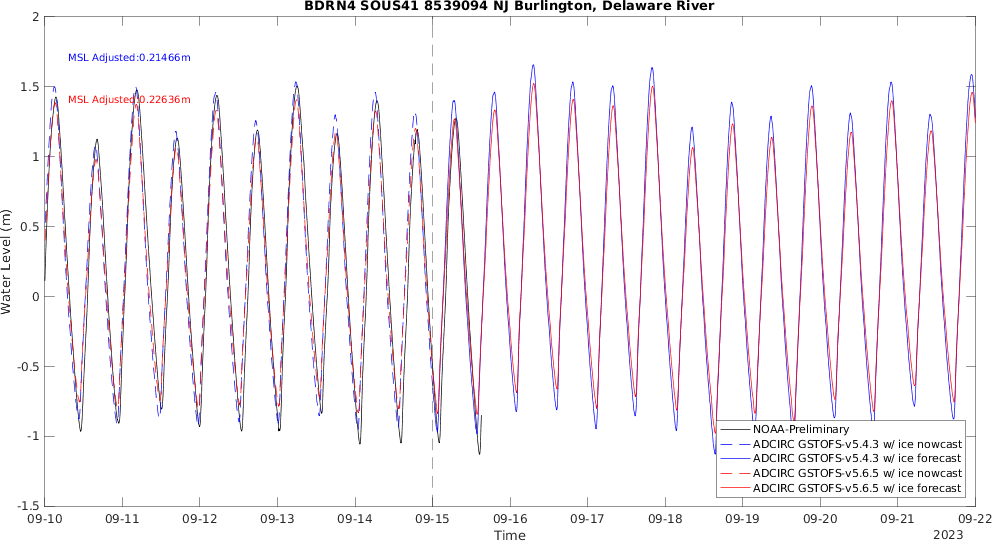 BDRN4 SOUS41 8539094 NJ Burlington, Delaware River
2
1.5
1
0.5
0
-0.5
-1
-1.5
Water Level (m)
MSL Adjusted:0.21466m
MSL Adjusted:0.22636m
NOAA-Preliminary
ADCIRC GSTOFS-v5.4.3 w/ ice nowcast
ADCIRC GSTOFS-v5.4.3 w/ ice forecast
ADCIRC GSTOFS-v5.6.5 w/ ice nowcast
ADCIRC GSTOFS-v5.6.5 w/ ice forecast
09-10 09-11 09-12 09-13 09-14 09-15 09-16 09-17 09-18 09-19 09-20 09-21 09-22
Time
2023